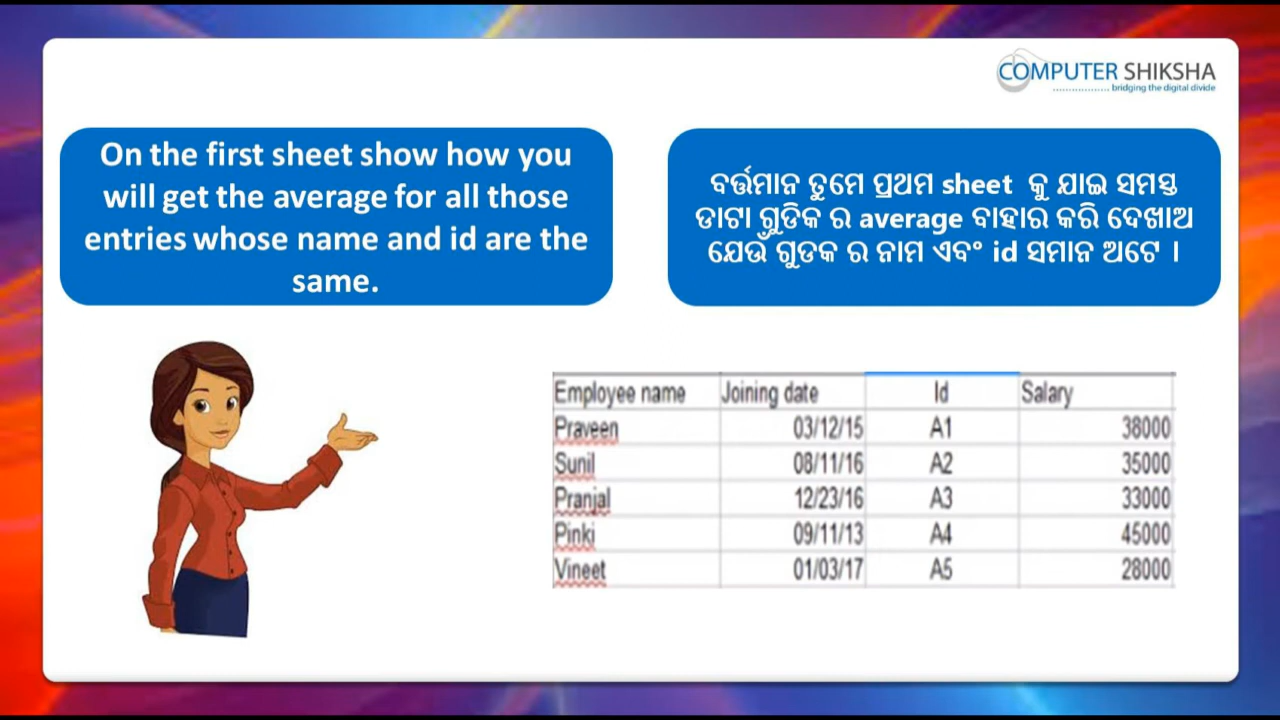 COMPUTER SHIKSHA
bridging the digital divide
On the first sheet show how you
will get the average for all those
entries whose name and id are the
same.
ବର୍ତ୍ତମାନ ତୁମେ ପ୍ରଥମ sheet କୁ ଯାଇ ସମସ୍ତ
ଡାଟା ଗୁଡିକ ର average ବାହାର କରି ଦେଖାଅ
ଯେଉଁ ଗୁଡକ ର ନାମ ଏବଂ id ସମାନ ଅଟେ ।
Employee name Joining date Id Salary
Praveen 03/12/15 A1 38000
Sunil 08/11/16 A2 35000
Pranjal 12/23/16 A3 33000
Pinki 09/11/13 A4 45000
Vineet 01/03/17 A5 28000